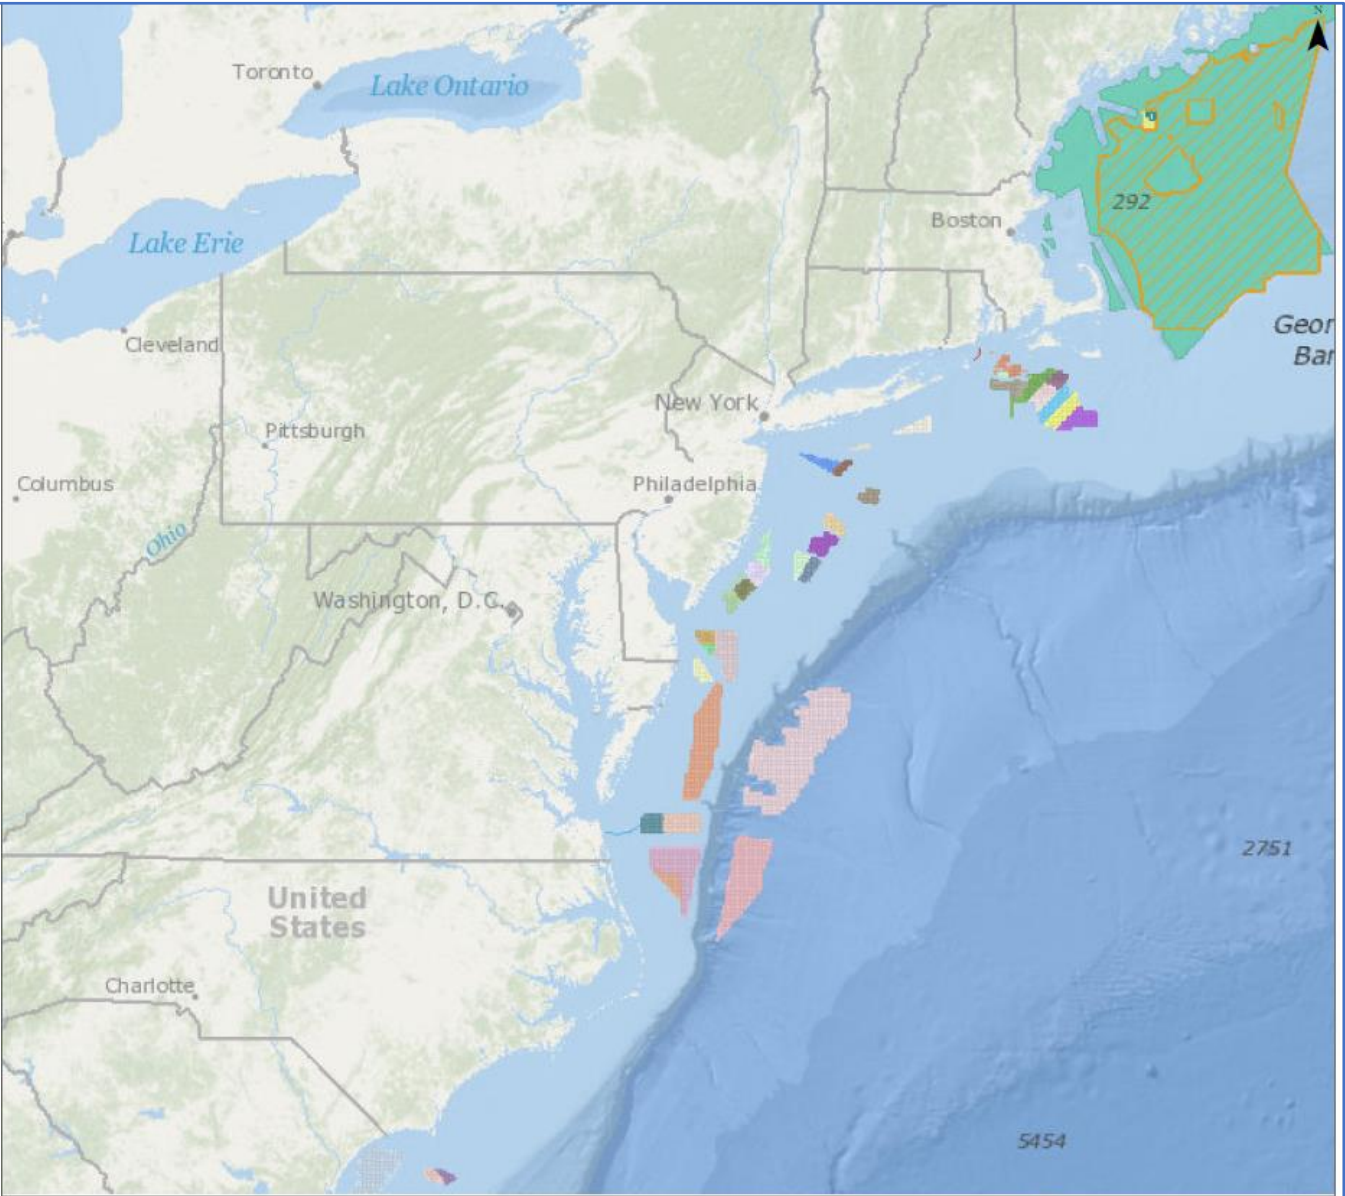 N
Toronto
Lake Ontario
292
Boston
Lake Erie
Geor
Bar
Cleveland
New York
Pittsburgh
Columbus
Philadelphia
Ohio
Washington, D.C.
2751
United
States
Charlotte
5454